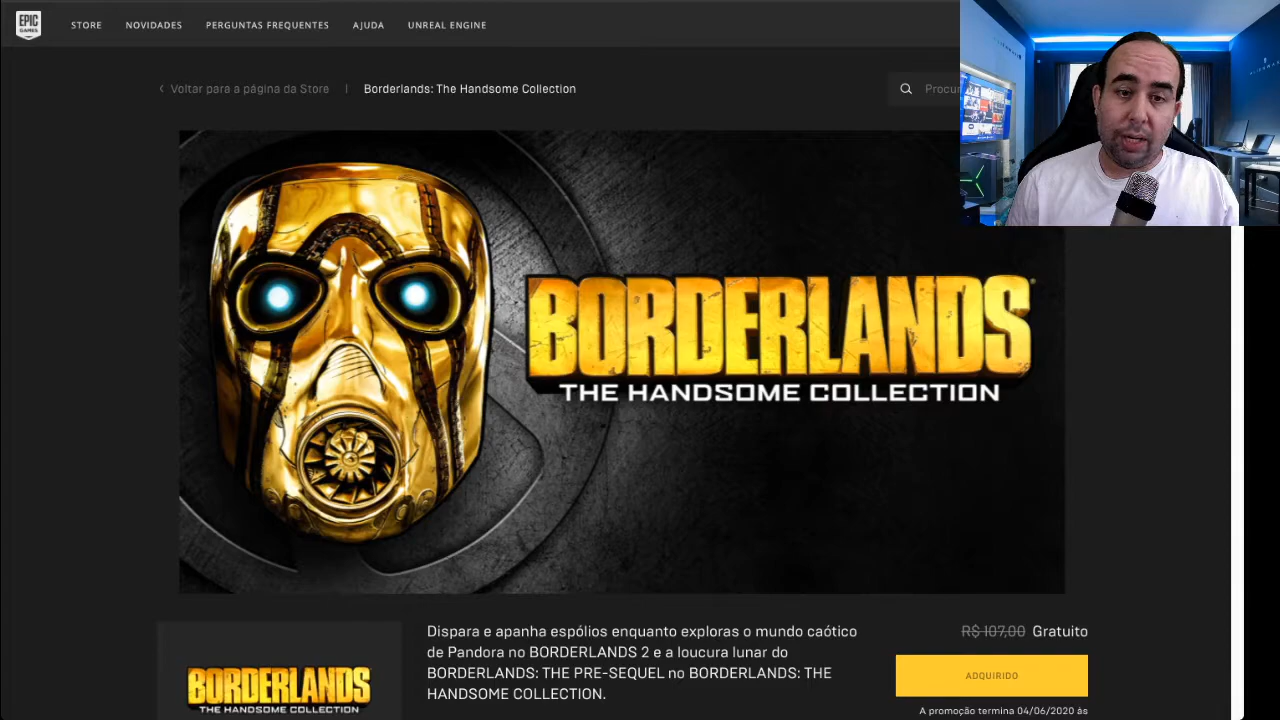 EPIC
GAMES
STORE
NOVIDADES
PERGUNTAS FREQUENTES
AJUDA
UNREAL ENGINE
Voltar para a página da Store
Borderlands: The Handsome Collection
BORDERLANDS
THE HANDSOME COLLECTION
BORDERLANDS
THE HANDSOME COLLECTION
Dispara e apanha espólios enquanto exploras o mundo caótico
de Pandora no BORDERLANDS 2 e a loucura lunar do
BORDERLANDS: THE PRE-SEQUEL no BORDERLANDS: THE
HANDSOME COLLECTION.
R$ 107,00 Gratuito
ADQUIRIDO
A promoção termina 04/06/2020 às